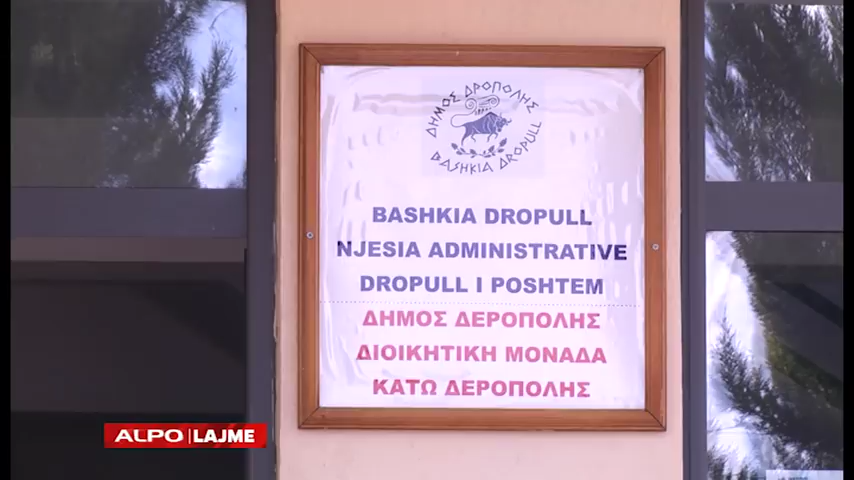 ΔΗΜΟΣ ΔΡΟΠΟΛΗΣ
BASHKIA DROPULL
BASHKIA DROPULL
NJESIA ADMINISTRATIVE
DROPULL I POSHTEM
ΔΗΜΟΣ ΔΕΡΟΠΟΛΗΣ
ΔΙΟΙΚΗΤΙΚΗ ΜΟΝΑΔΑ
ΚΑΤΩ ΔΕΡΟΠΟΛΗΣ
ALPO LAJME